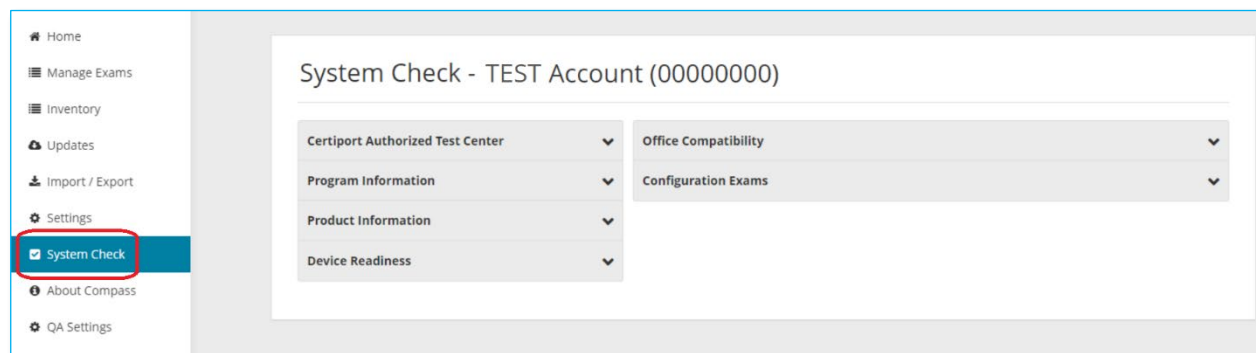 Home
Manage Exams
Inventory
Updates
Import / Export
Settings
System Check
About Compass
QA Settings
System Check - TEST Account (00000000)
Certiport Authorized Test Center
Program Information
Product Information
Device Readiness
Office Compatibility
Configuration Exams